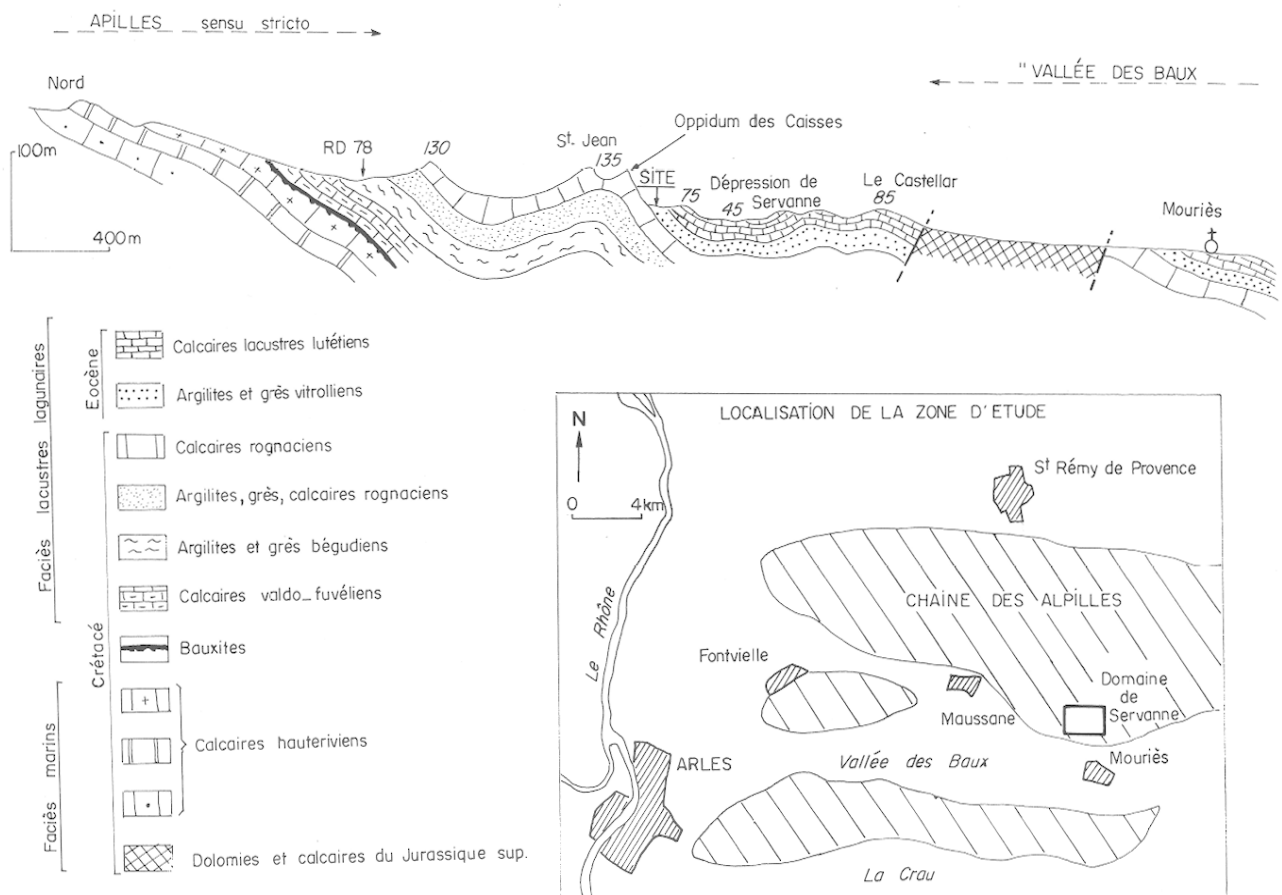 APILLES sensu stricto
"VALLÉE DES BAUX
Nord
Oppidum des Caisses
RD 78
130
St. Jean
135
SITE
75
Dépression de
Servanne
45
Le Castellar
85
Mouriès
100m
400m
Faciès lacustres lagunaires
Faciès marins
Eocène
Crétacé
Calcaires lacustres lutétiens
Argilites et grès vitrolliens
Calcaires rognaciens
Argilites, grès, calcaires rognaciens
Argilites et grès bégudiens
Calcaires valdo_fuvéliens
Bauxites
Calcaires hauteriviens
Dolomies et calcaires du Jurassique sup.
LOCALISATION DE LA ZONE D'ETUDE
N
0 4km
St Rémy de Provence
CHAINE DES ALPILLES
Le Rhône
Fontvielle
Maussane
Domaine
de
Servanne
Mouriès
ARLES
Vallée des Baux
La Crau